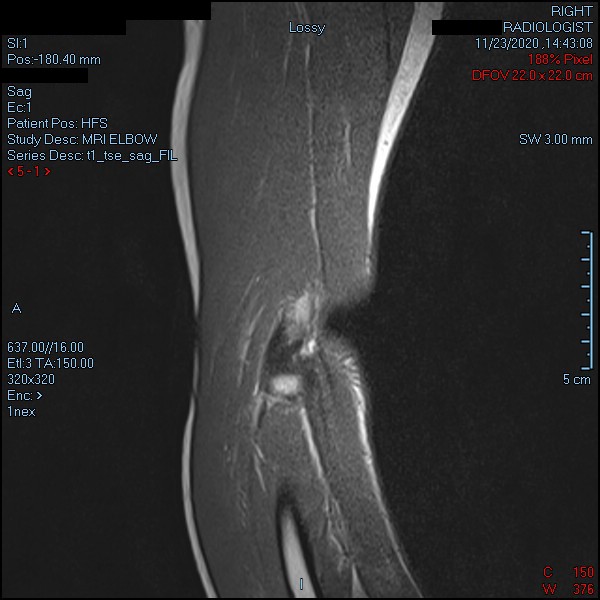 RIGHT
RADIOLOGIST
11/23/2020 ,14:43:08
188% Pixel
DFOV 22.0 x 22.0 cm
Lossy
SI:1
Pos:-180.40 mm
Sag
Ec:1
Patient Pos: HFS
Study Desc: MRI ELBOW
Series Desc: t1_tse_sag_FIL
< 5 - 1 >
SW 3.00 mm
A
637.00//16.00
Etl:3 TA:150.00
320x320
Enc: >
1nex
5 cm
I
C 150
W 376